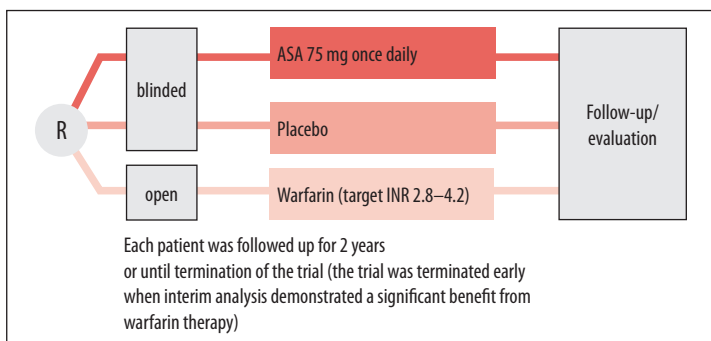 blinded
ASA 75 mg once daily
R
Placebo
Follow-up/
evaluation
open
Warfarin (target INR 2.8–4.2)
Each patient was followed up for 2 years
or until termination of the trial (the trial was terminated early
when interim analysis demonstrated a significant benefit from
warfarin therapy)